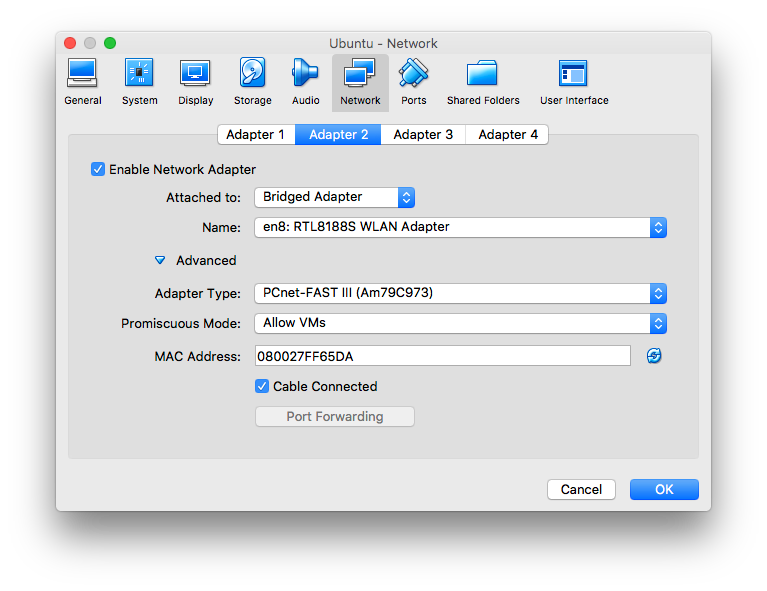 Ubuntu - Network
General System Display Storage Audio Network Ports Shared Folders User Interface
Adapter 1 Adapter 2 Adapter 3 Adapter 4
Enable Network Adapter
Attached to: Bridged Adapter
Name: en8: RTL8188S WLAN Adapter
Advanced
Adapter Type: PCnet-FAST III (Am79C973)
Promiscuous Mode: Allow VMs
MAC Address: 080027FF65DA
Cable Connected
Port Forwarding
Cancel OK